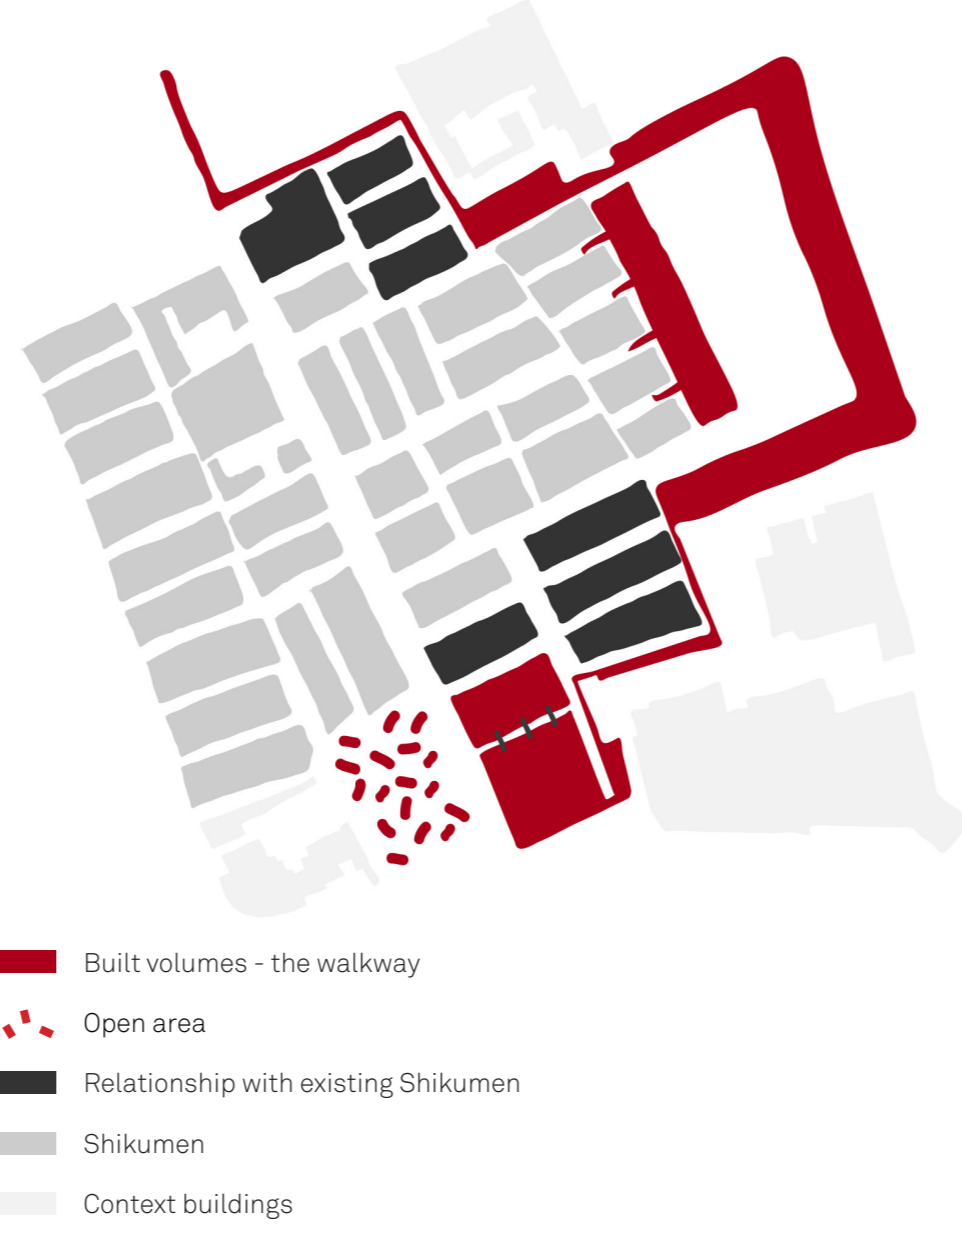 Built volumes - the walkway
Open area
Relationship with existing Shikumen
Shikumen
Context buildings